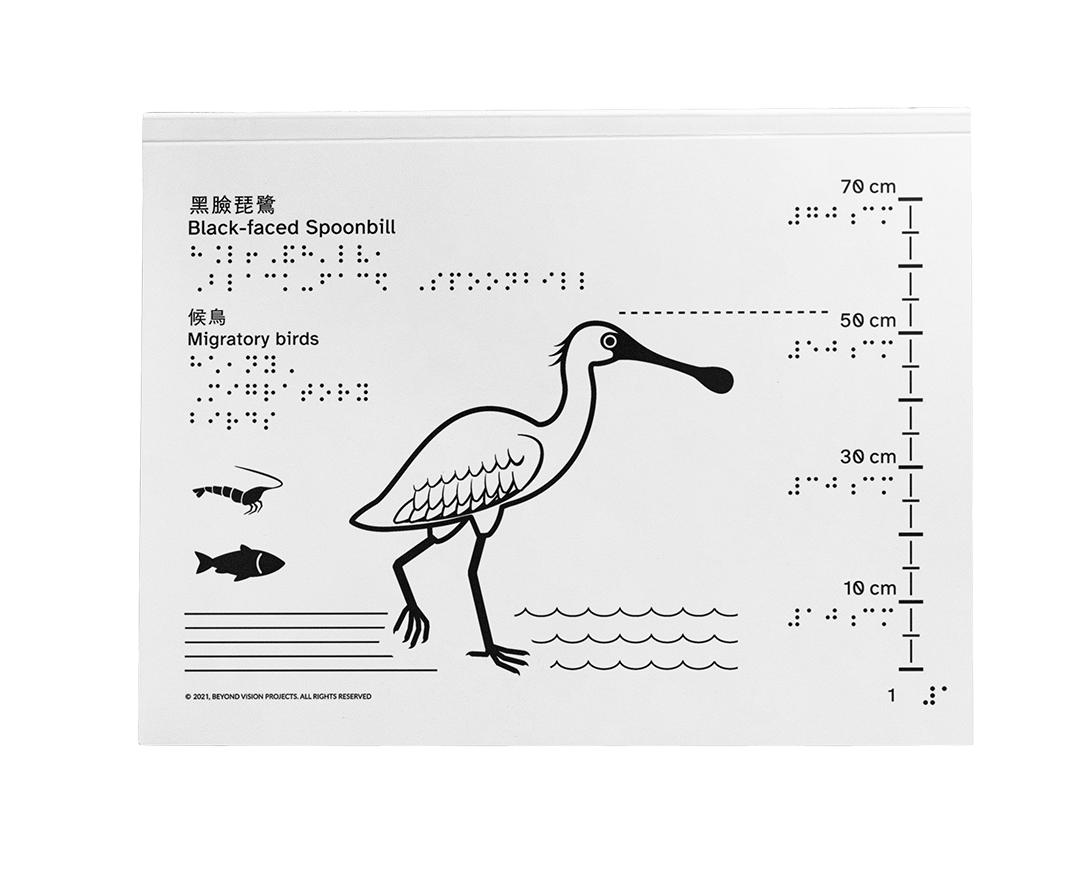 黑臉琵鷺
Black-faced Spoonbill
候鳥
Migratory birds
70 cm
50 cm
30 cm
10 cm
© 2021, BEYOND VISION PROJECTS. ALL RIGHTS RESERVED
1